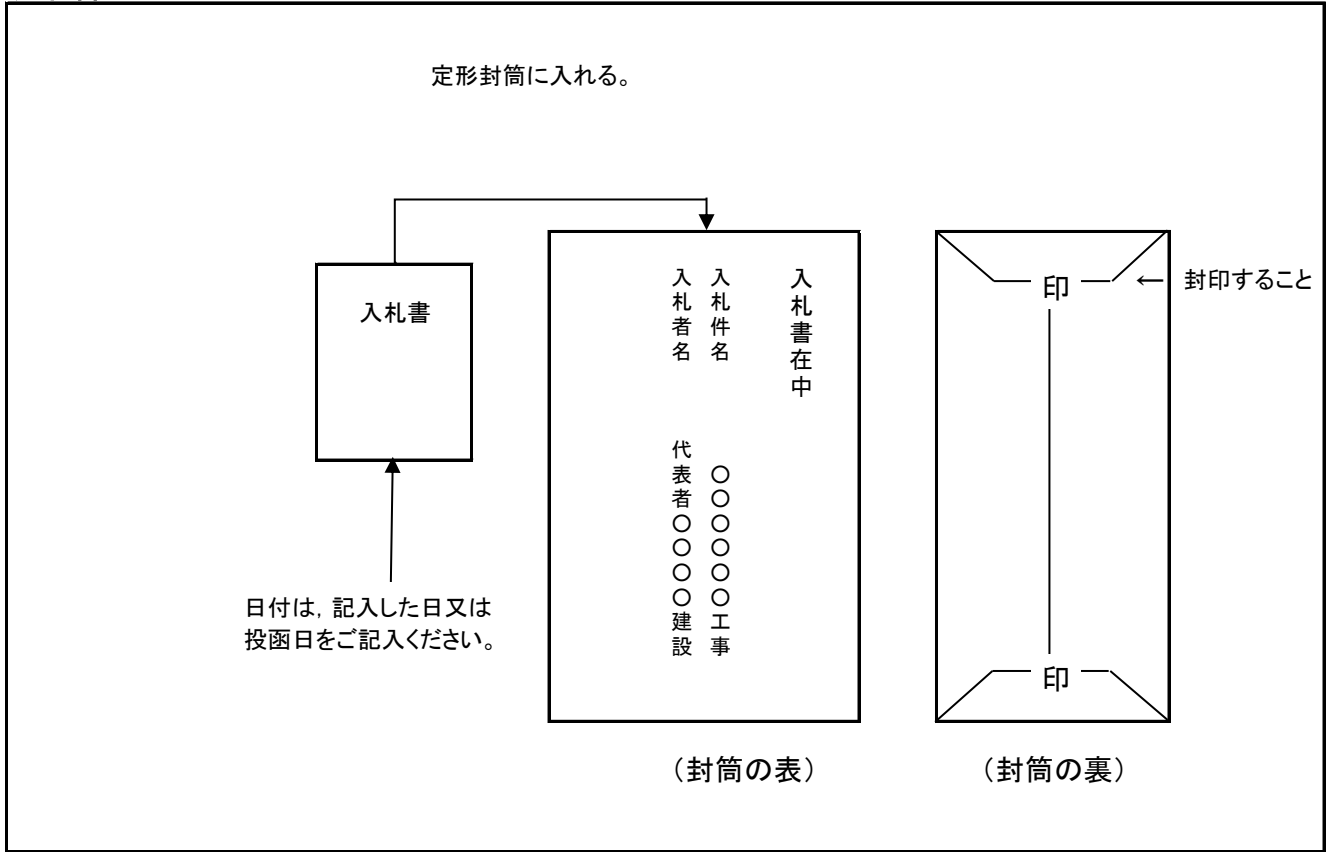 定形封筒に入れる。
入札書
日付は，記入した日又は
投函日をご記入ください。
入札書在中
入札件名　〇〇〇〇〇〇工事
入札者名　代表者〇〇〇〇建設
（封筒の表）
印
← 封印すること
印
（封筒の裏）